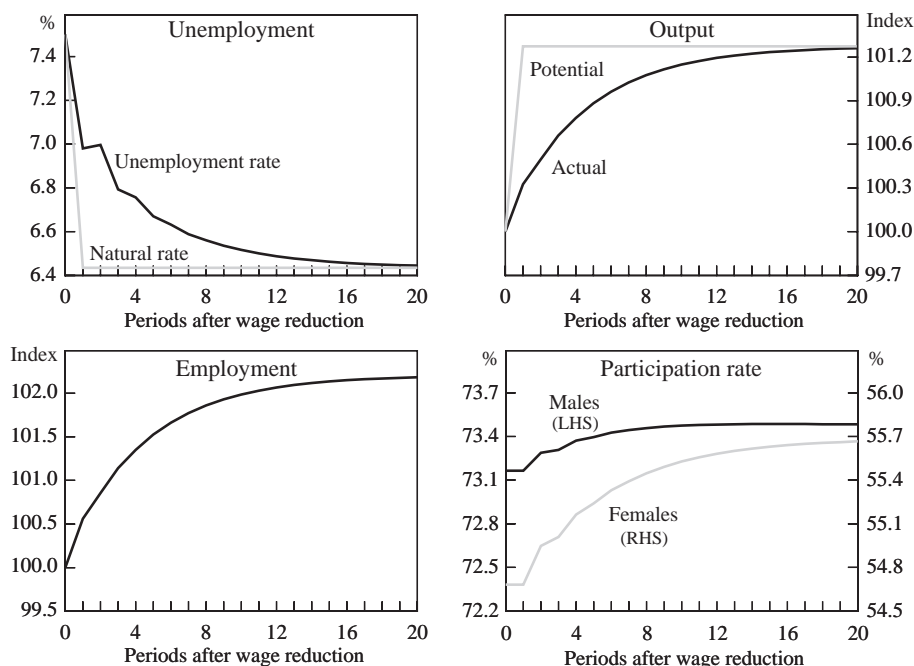 %
Unemployment
7.4
7.2
7.0
6.8
6.6
6.4
Unemployment rate
Natural rate
0 4 8 12 16 20
Periods after wage reduction
Output
Index
Potential
Actual
101.2
100.9
100.6
100.3
100.0
99.7
0 4 8 12 16 20
Periods after wage reduction
Index
Employment
102.0
101.5
101.0
100.5
100.0
99.5
0 4 8 12 16 20
Periods after wage reduction
%
Participation rate
%
73.7
73.4
73.1
72.8
72.5
72.2
Males
(LHS)
Females
(RHS)
56.0
55.7
55.4
55.1
54.8
54.5
0 4 8 12 16 20
Periods after wage reduction